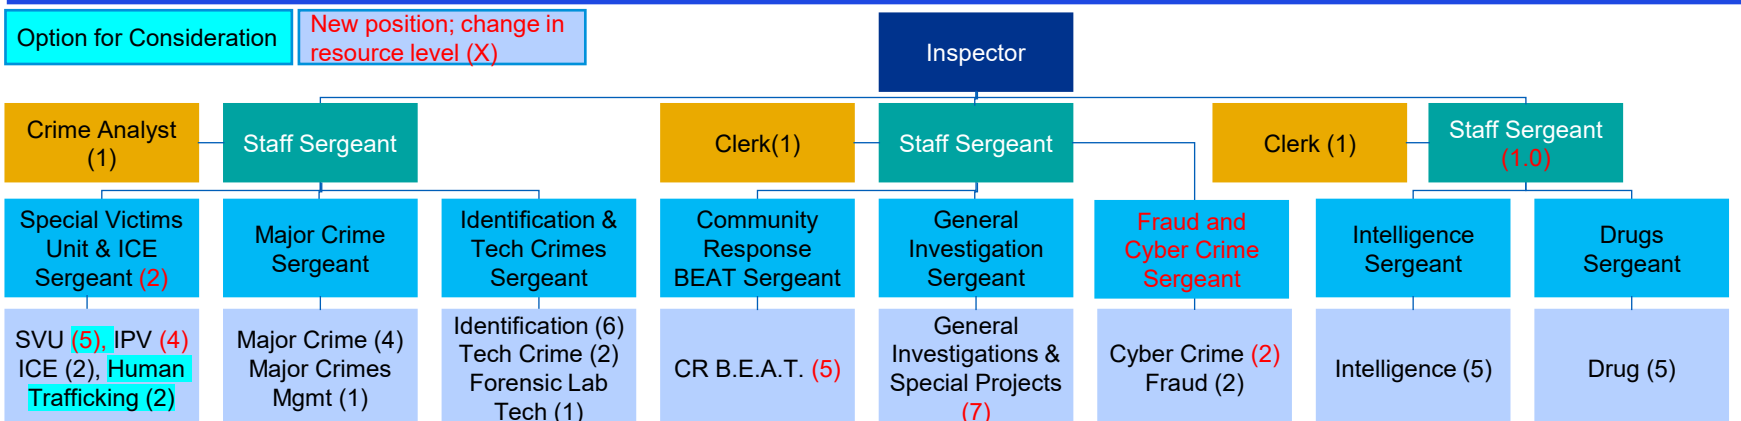 Option for Consideration
New position; change in
resource level (X)
Inspector
Crime Analyst
(1)
Staff Sergeant
Clerk(1)
Staff Sergeant
Clerk (1)
Staff Sergeant
(1.0)
Special Victims
Unit & ICE
Sergeant (2)
Major Crime
Sergeant
Identification &
Tech Crimes
Sergeant
Community
Response
BEAT Sergeant
General
Investigation
Sergeant
Fraud and
Cyber Crime
Sergeant
Intelligence
Sergeant
Drugs
Sergeant
SVU (5), IPV (4)
ICE (2), Human
Trafficking (2)
Major Crime (4)
Major Crimes
Mgmt (1)
Identification (6)
Tech Crime (2)
Forensic Lab
Tech (1)
CR B.E.A.T. (5)
General
Investigations &
Special Projects
(7)
Cyber Crime (2)
Fraud (2)
Intelligence (5)
Drug (5)